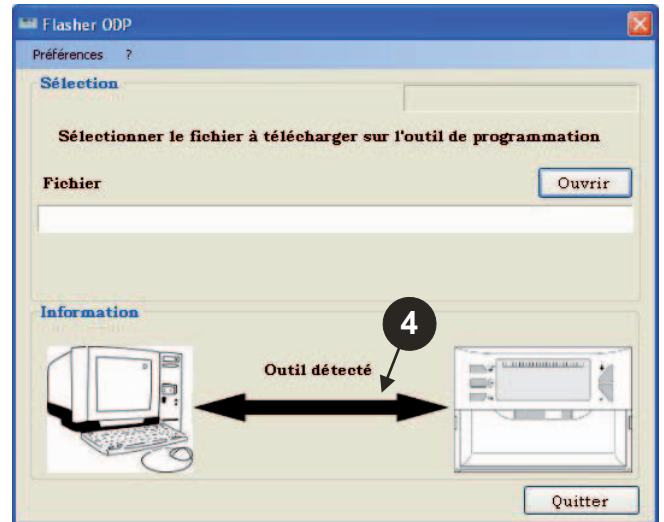 Flasher ODP
Préférences ?
Sélection
Sélectionner le fichier à télécharger sur l'outil de programmation
Fichier
Ouvrir
Information
4
Outil détecté
Quitter